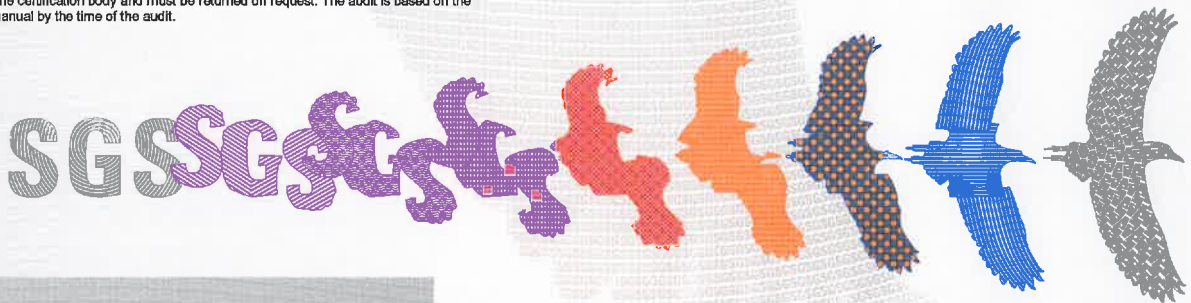 the certification body and must be returned on request. The audit is based on the
manual by the time of the audit.
SGS SGS SGS